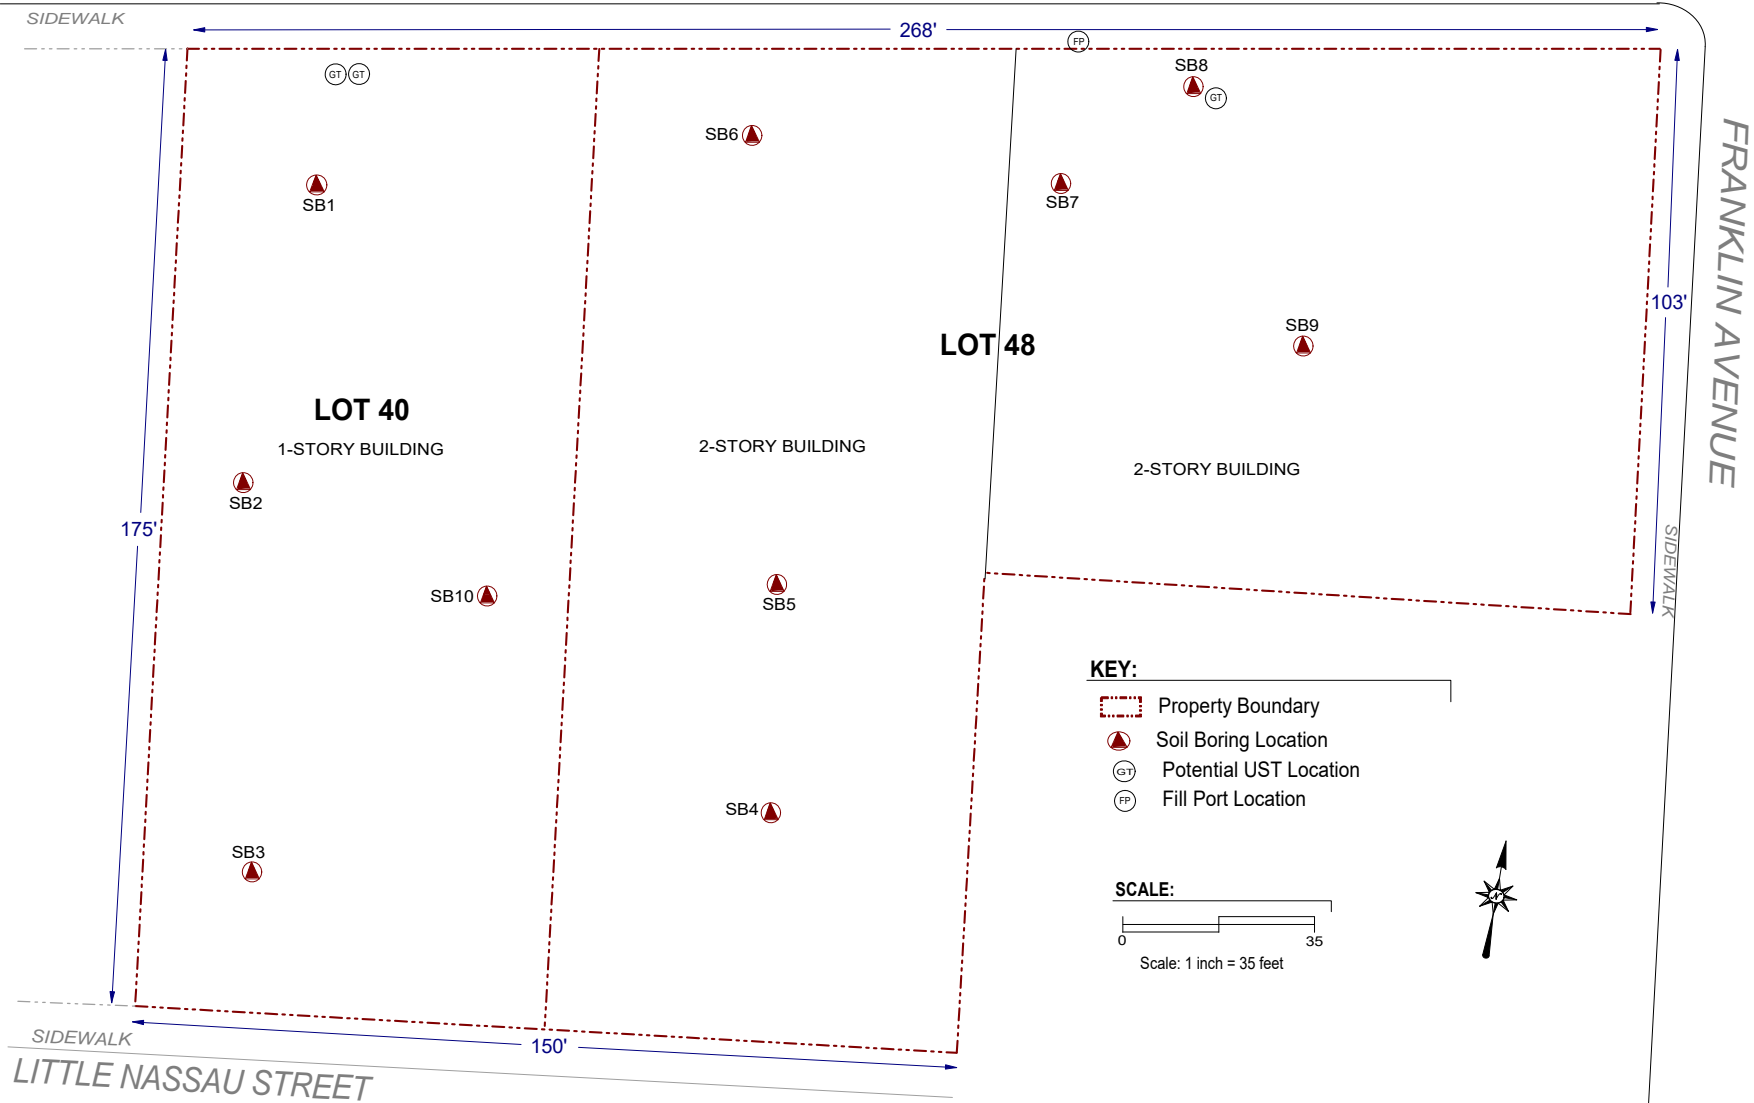 SIDEWALK
268'
FP
GT GT
SB8
GT
SB6
SB1
SB7
FRANKLIN AVENUE
103'
SB9
LOT 48
LOT 40
1-STORY BUILDING
2-STORY BUILDING
2-STORY BUILDING
SB2
175'
SIDEWALK
SB10
SB5
KEY:
Property Boundary
Soil Boring Location
GT Potential UST Location
FP Fill Port Location
SB4
SB3
SCALE:
0 35
Scale: 1 inch = 35 feet
N
SIDEWALK
150'
LITTLE NASSAU STREET